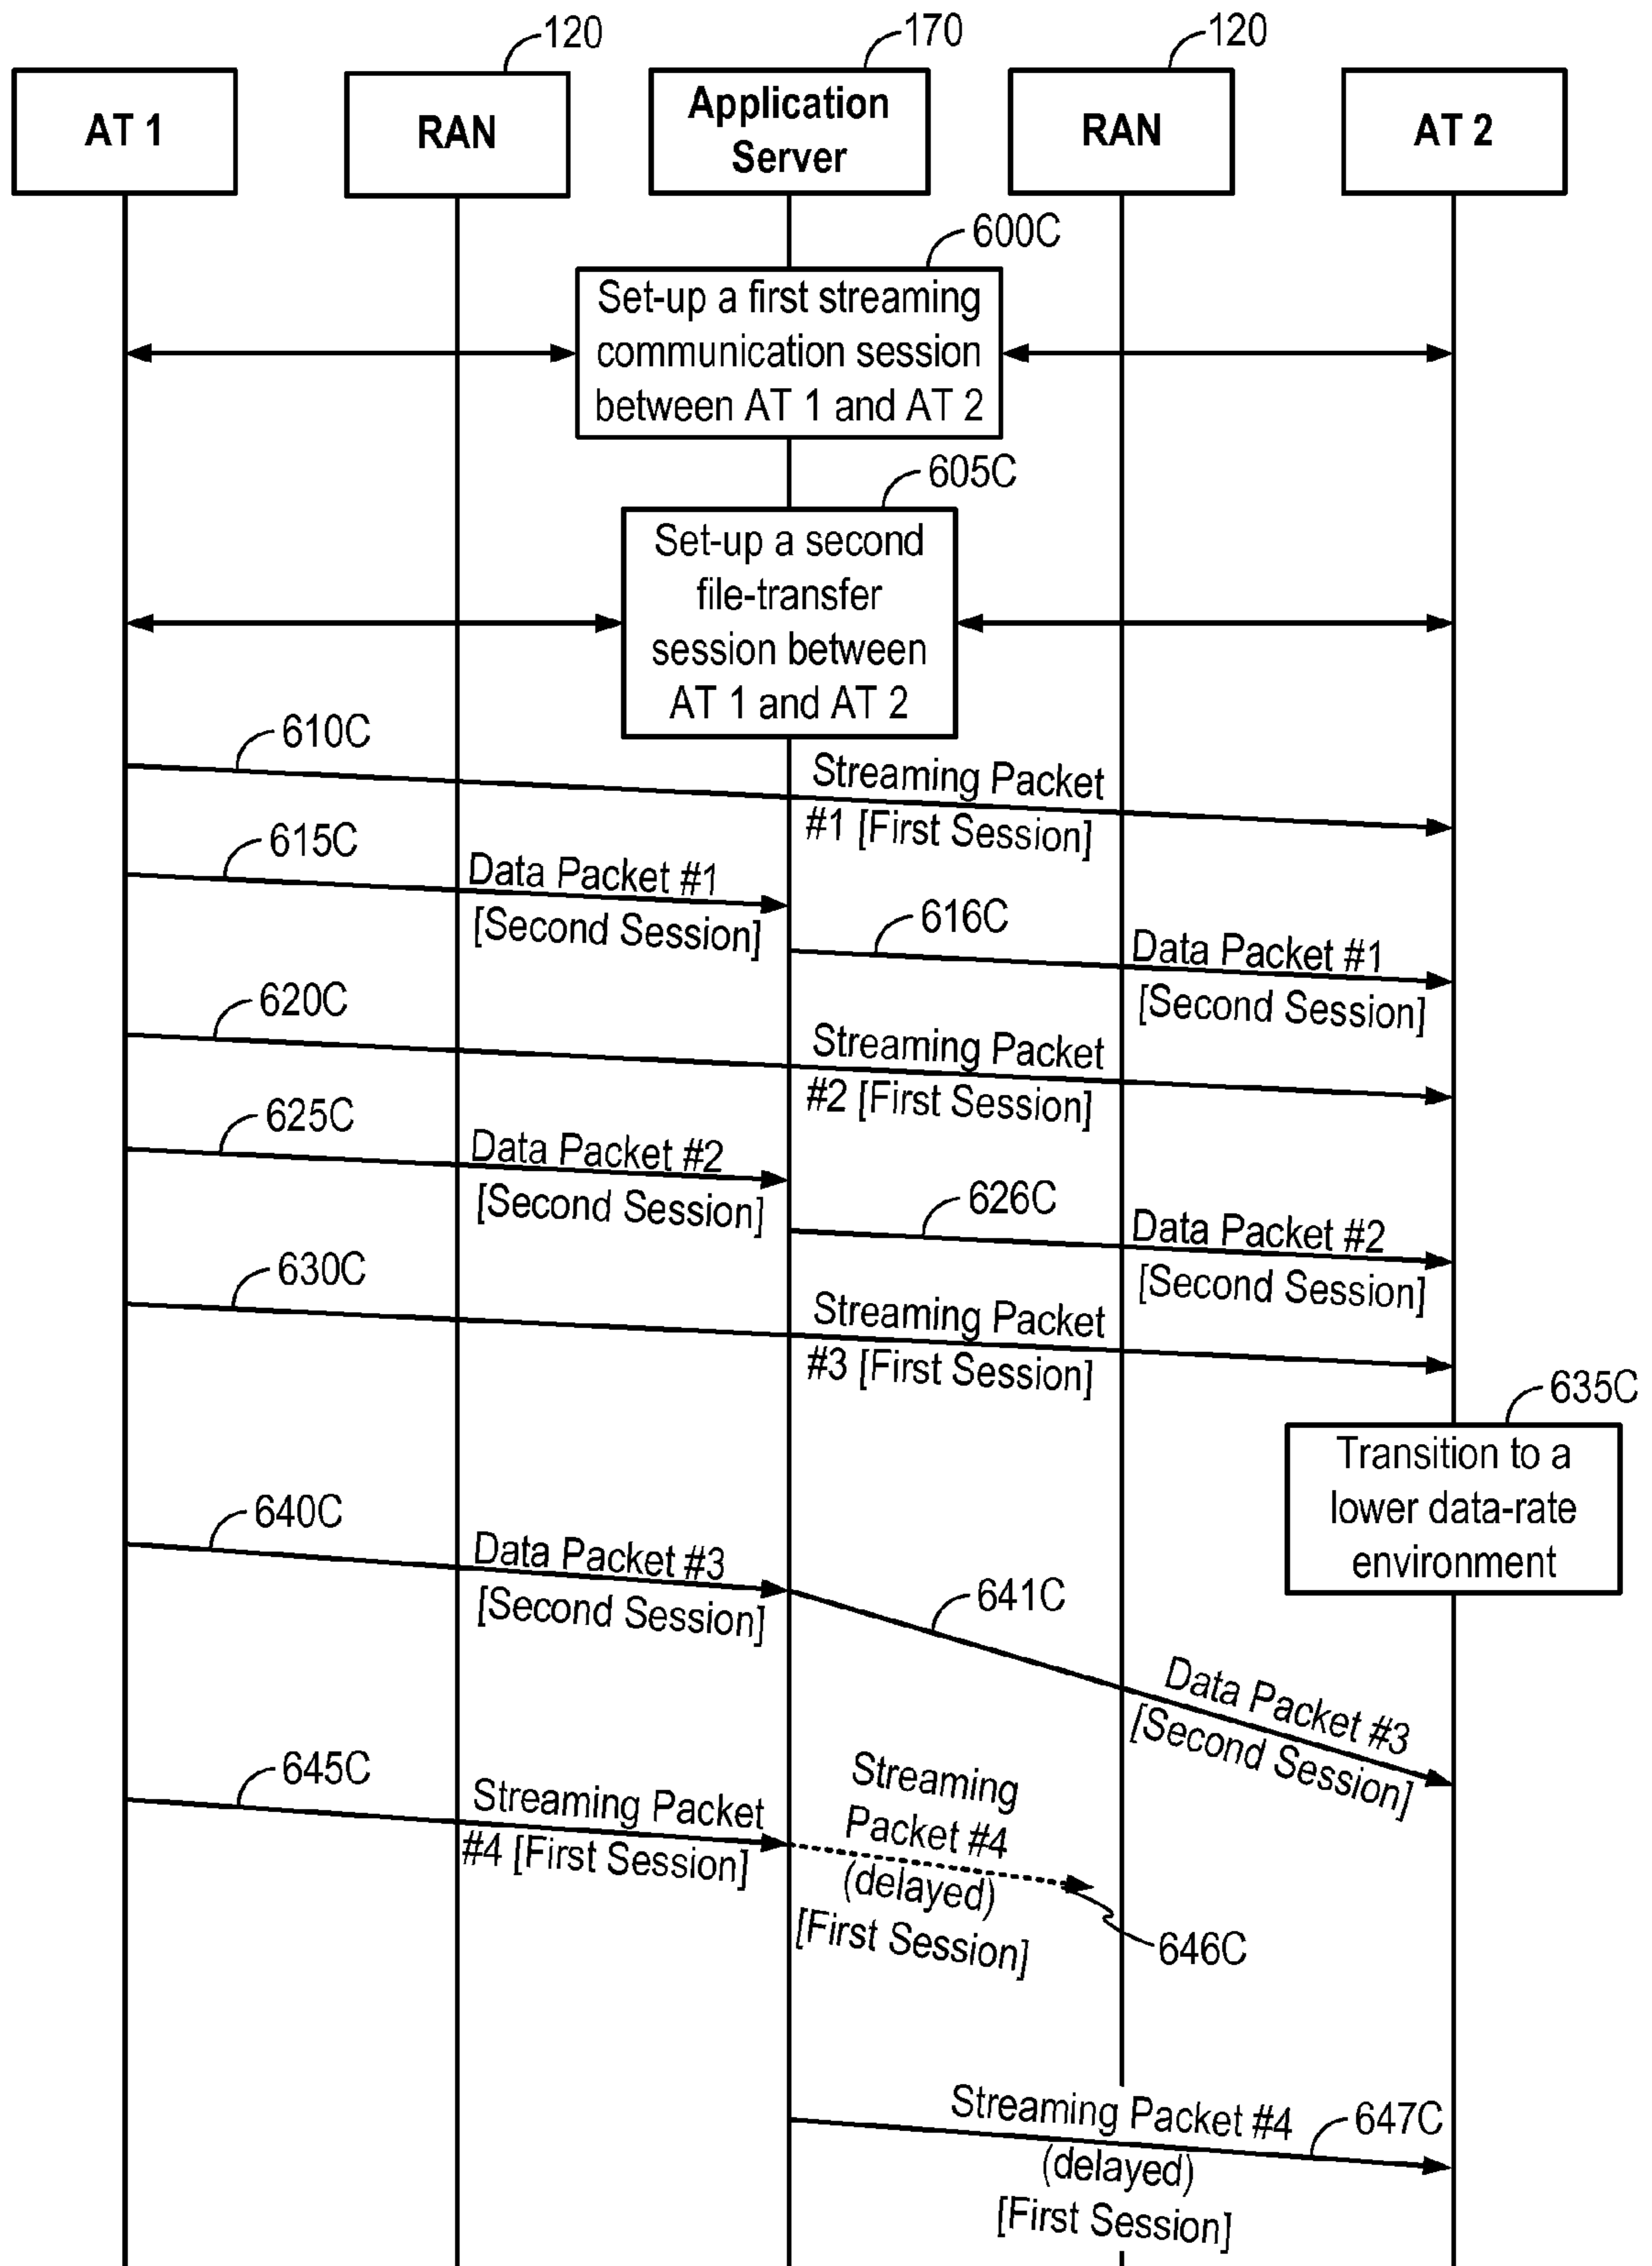 120
170
120
AT 1
RAN
Application
Server
RAN
AT 2
600C
Set-up a first streaming
communication session
between AT 1 and AT 2
605C
Set-up a second
file-transfer
session between
AT 1 and AT 2
610C
Streaming Packet
#1 [First Session]
615C
Data Packet #1
[Second Session]
616C
Data Packet #1
[Second Session]
620C
Streaming Packet
#2 [First Session]
625C
Data Packet #2
[Second Session]
626C
Data Packet #2
[Second Session]
630C
Streaming Packet
#3 [First Session]
635C
Transition to a
lower data-rate
environment
640C
Data Packet #3
[Second Session]
641C
Data Packet #3
[Second Session]
645C
Streaming Packet
#4 [First Session]
Streaming
Packet #4
(delayed)
[First Session]
646C
Streaming Packet #4
(delayed)
[First Session]
647C